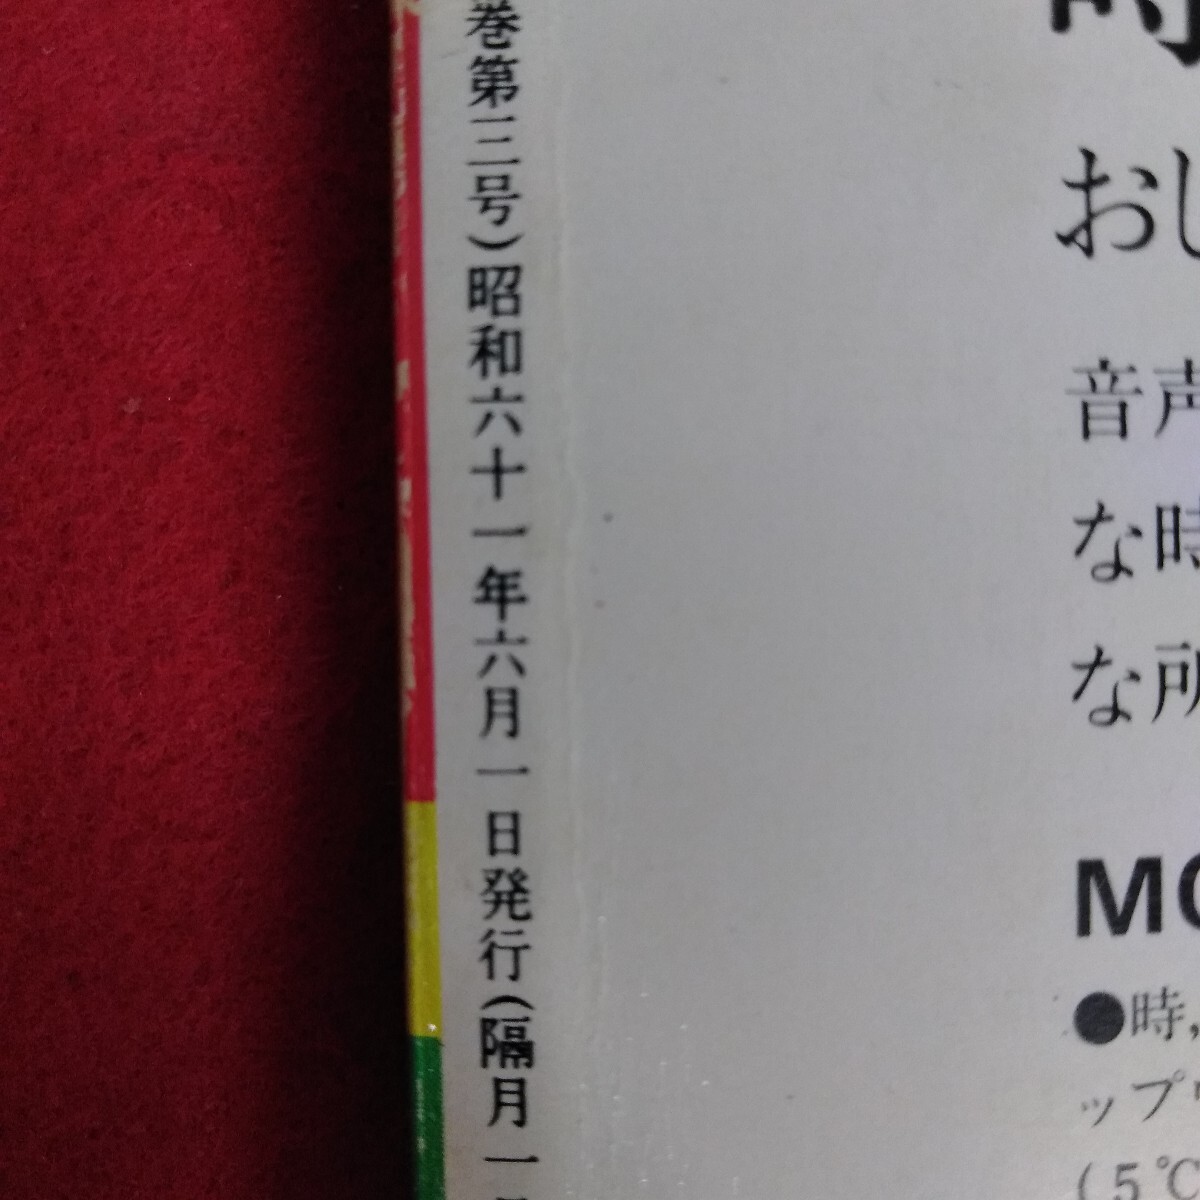 巻第三号)昭和六十一年六月一日発行(隔月一
おし
音声
な時
な所
MO
●時,
ップウ
(5℃